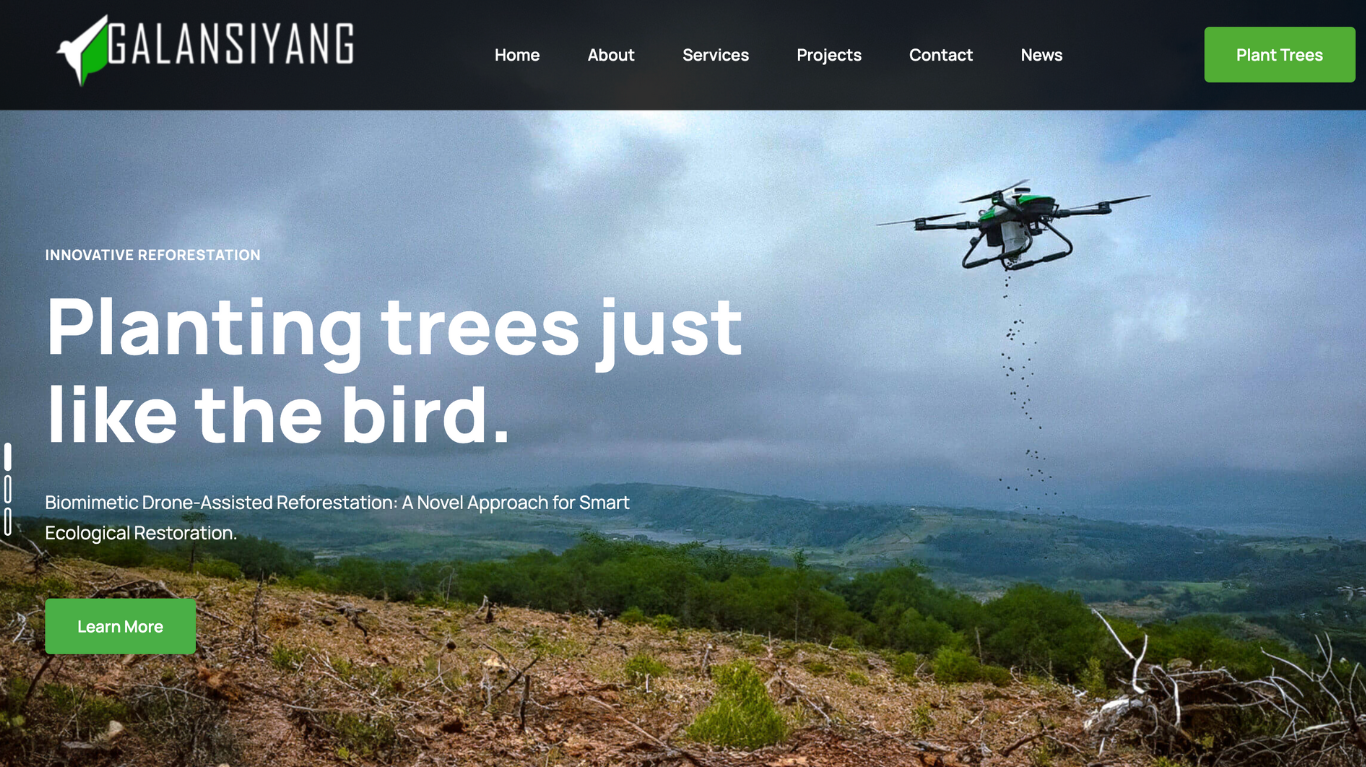 GALANSIYANG
Home
About
Services
Projects
Contact
News
Plant Trees
INNOVATIVE REFORESTATION
Planting trees just
like the bird.
Biomimetic Drone-Assisted Reforestation: A Novel Approach for Smart
Ecological Restoration.
Learn More